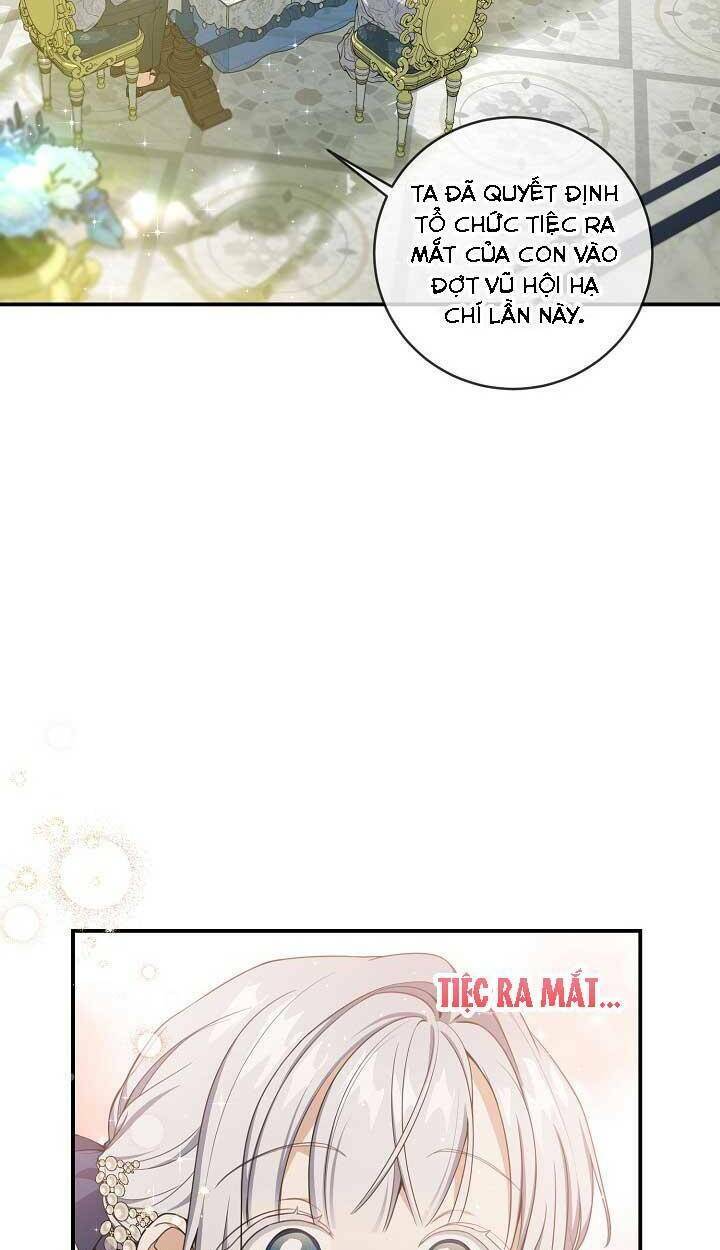 TA ĐÃ QUYẾT ĐỊNH
TỔ CHỨC TIỆC RA
MẮT CỦA CON VÀO
ĐỢT VŨ HỘI HẠ
CHÍ LẦN NÀY.
TIỆC RA MẮT...